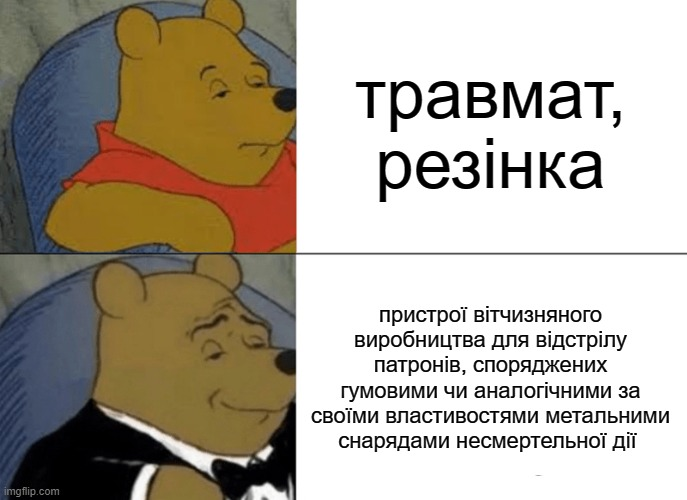 травмат,
резінка
пристрої вітчизняного
виробництва для відстрілу
патронів, споряджених
гумовими чи аналогічними за
своїми властивостями метальними
снарядами несмертельної дії
imgflip.com